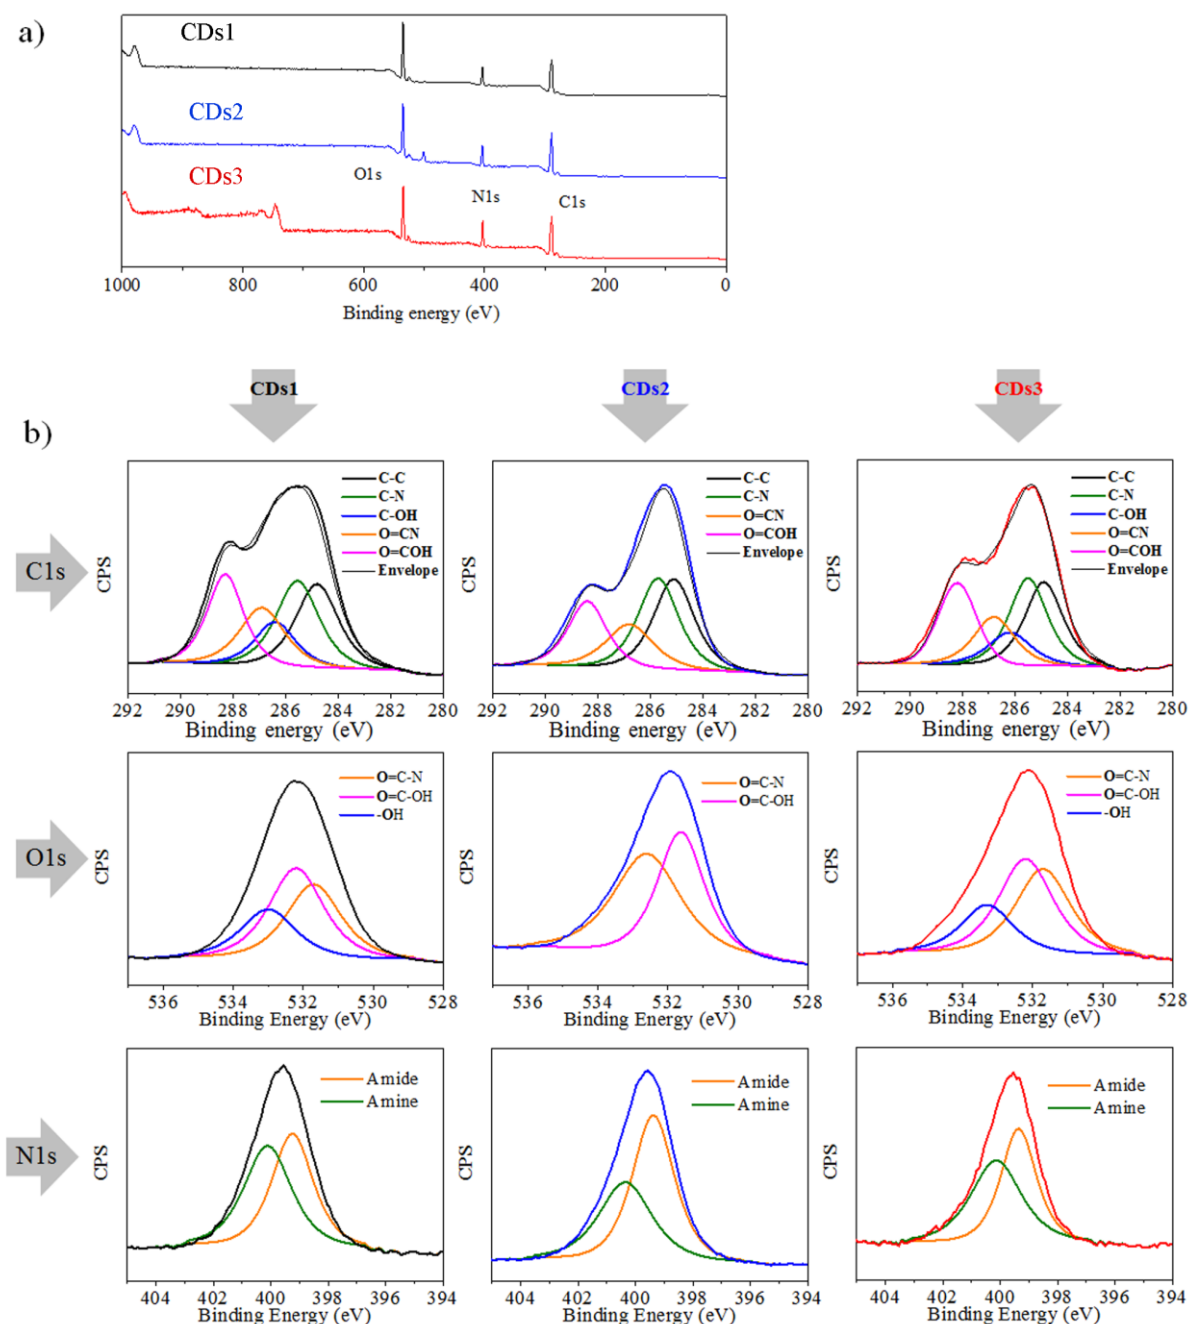 a)
CDs1
CDs2
CDs3
O1s
N1s
C1s
1000 800 600 400 200 0
Binding energy (eV)
CDs1 CDs2 CDs3
b)
C1s
CPS
C-C
C-N
C-OH
O=CN
O=COH
Envelope
292 290 288 286 284 282 280
Binding energy (eV)
CPS
C-C
C-N
O=CN
O=COH
Envelope
292 290 288 286 284 282 280
Binding energy (eV)
CPS
C-C
C-N
C-OH
O=CN
O=COH
Envelope
292 290 288 286 284 282 280
Binding energy (eV)
O1s
CPS
O=C-N
O=C-OH
-OH
536 534 532 530 528
Binding Energy (eV)
CPS
O=C-N
O=C-OH
536 534 532 530 528
Binding Energy (eV)
CPS
O=C-N
O=C-OH
-OH
536 534 532 530 528
Binding Energy (eV)
N1s
CPS
Amide
Amine
404 402 400 398 396 394
Binding Energy (eV)
CPS
Amide
Amine
404 402 400 398 396 394
Binding Energy (eV)
CPS
Amide
Amine
404 402 400 398 396 394
Binding Energy (eV)